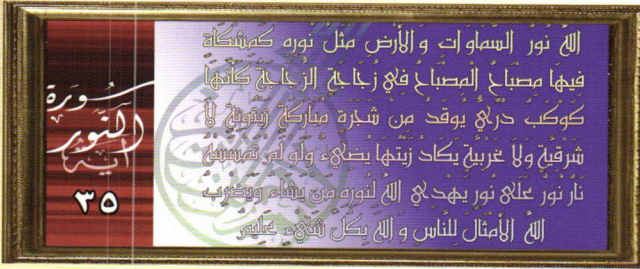 الله نور السماوات والأرض مثل نوره كمشكاة
فيها مصباح المصباح في زجاجة الزجاجة كأنها
كوكب دري يوقد من شجرة مباركة زيتونة لا
شرقية ولا غربية يكاد زيتها يضيء ولو لم تمسسه
نار نور على نور يهدي الله لنوره من يشاء ويضرب
الله الأمثال للناس والله بكل شيء عليم
سورة
النور
آية
٣٥